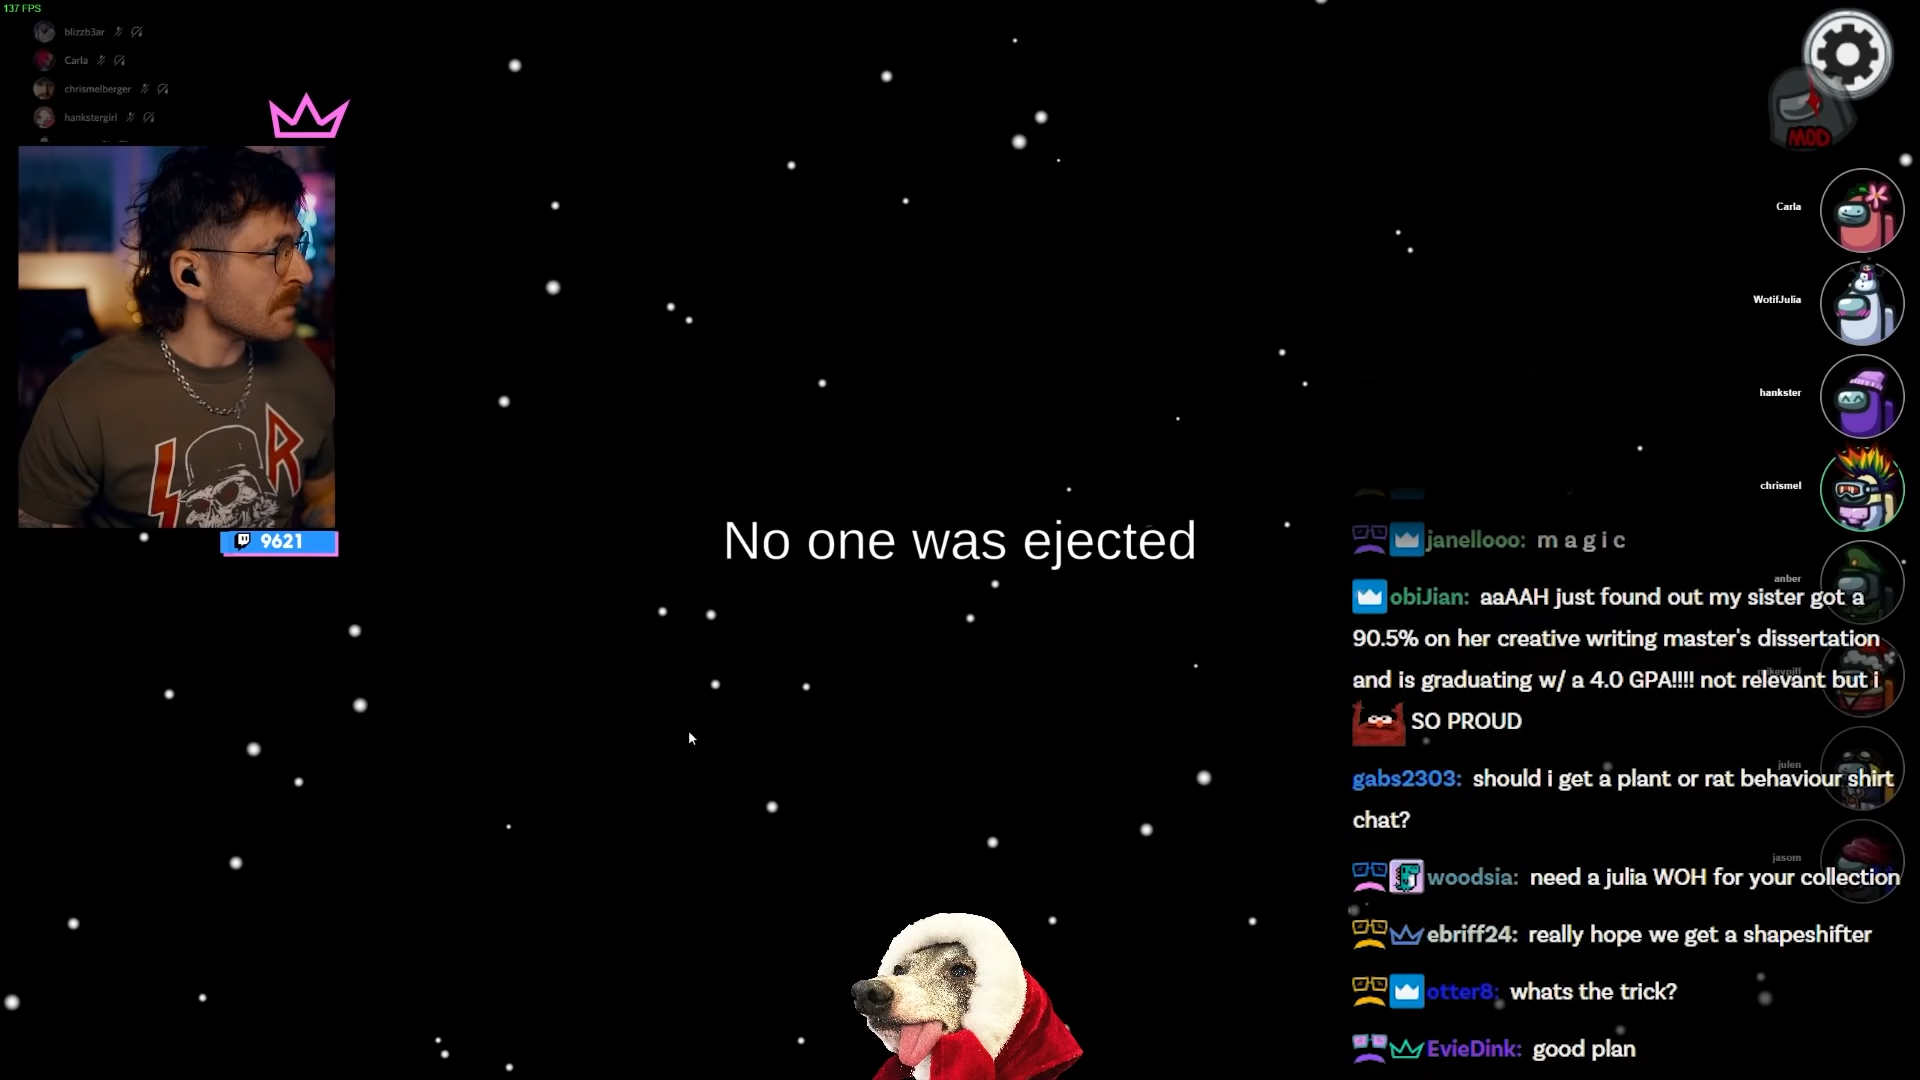 137 FPS
blizzb3ar
Carla
chrismelberger
hankstergirl
MOD
Carla
WotifJulia
hankster
chrismel
anber
julen
jasom
9621
No one was ejected
janellooo: m a g i c
obiJian: aaAAH just found out my sister got a
90.5% on her creative writing master's dissertation
and is graduating w/ a 4.0 GPA!!!! not relevant but i
SO PROUD
gabs2303: should i get a plant or rat behaviour shirt
chat?
woodsia: need a julia WOH for your collection
ebriff24: really hope we get a shapeshifter
otter8: whats the trick?
EvieDink: good plan